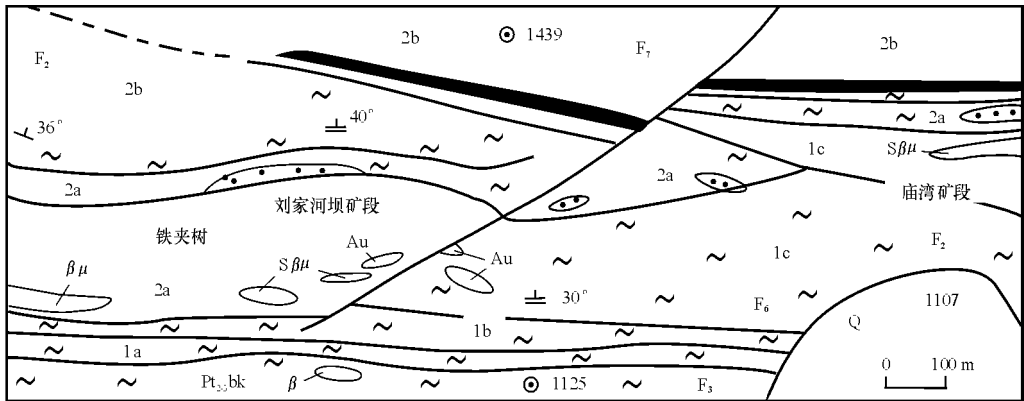 2b
1439
F₇
2b
F₂
2b
36°
40°
2a
1c
Sβμ
2a
2a
刘家河坝矿段
庙湾矿段
铁夹树
Au
Au
1c
F₂
βμ
Sβμ
2a
30°
F₆
1107
Q
1b
1a
0 100 m
Pt₂₋₃bk
β
1125
F₃